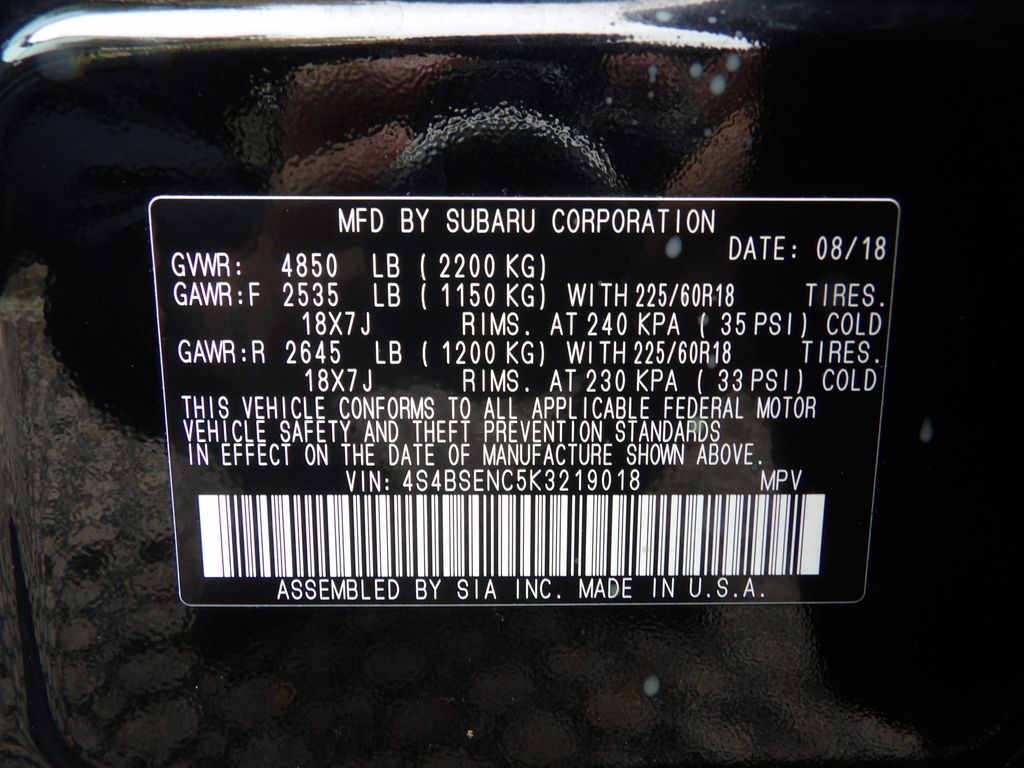 MFD BY SUBARU CORPORATION
DATE: 08/18
GVWR: 4850 LB ( 2200 KG)
GAWR:F 2535 LB ( 1150 KG) WITH 225/60R18 TIRES.
18X7J RIMS. AT 240 KPA ( 35 PSI) COLD
GAWR:R 2645 LB ( 1200 KG) WITH 225/60R18 TIRES.
18X7J RIMS. AT 230 KPA ( 33 PSI) COLD
THIS VEHICLE CONFORMS TO ALL APPLICABLE FEDERAL MOTOR
VEHICLE SAFETY AND THEFT PREVENTION STANDARDS
IN EFFECT ON THE DATE OF MANUFACTURE SHOWN ABOVE.
VIN: 4S4BSENC5K3219018 MPV
ASSEMBLED BY SIA INC. MADE IN U.S.A.